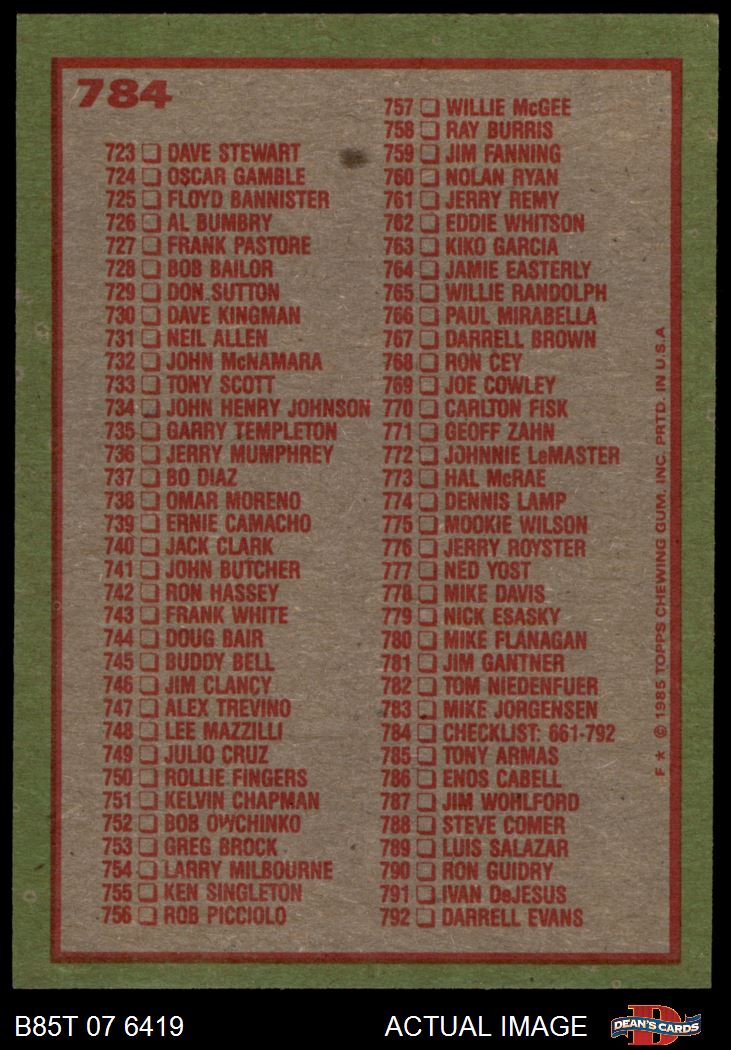 784
723 DAVE STEWART
724 OSCAR GAMBLE
725 FLOYD BANNISTER
726 AL BUMBRY
727 FRANK PASTORE
728 BOB BAILOR
729 DON SUTTON
730 DAVE KINGMAN
731 NEIL ALLEN
732 JOHN McNAMARA
733 TONY SCOTT
734 JOHN HENRY JOHNSON
735 GARRY TEMPLETON
736 JERRY MUMPHREY
737 BO DIAZ
738 OMAR MORENO
739 ERNIE CAMACHO
740 JACK CLARK
741 JOHN BUTCHER
742 RON HASSEY
743 FRANK WHITE
744 DOUG BAIR
745 BUDDY BELL
746 JIM CLANCY
747 ALEX TREVINO
748 LEE MAZZILLI
749 JULIO CRUZ
750 ROLLIE FINGERS
751 KELVIN CHAPMAN
752 BOB OWCHINKO
753 GREG BROCK
754 LARRY MILBOURNE
755 KEN SINGLETON
756 ROB PICCIOLO
757 WILLIE McGEE
758 RAY BURRIS
759 JIM FANNING
760 NOLAN RYAN
761 JERRY REMY
762 EDDIE WHITSON
763 KIKO GARCIA
764 JAMIE EASTERLY
765 WILLIE RANDOLPH
766 PAUL MIRABELLA
767 DARRELL BROWN
768 RON CEY
769 JOE COWLEY
770 CARLTON FISK
771 GEOFF ZAHN
772 JOHNNIE LeMASTER
773 HAL McRAE
774 DENNIS LAMP
775 MOOKIE WILSON
776 JERRY ROYSTER
777 NED YOST
778 MIKE DAVIS
779 NICK ESASKY
780 MIKE FLANAGAN
781 JIM GANTNER
782 TOM NIEDENFUER
783 MIKE JORGENSEN
784 CHECKLIST: 661-792
785 TONY ARMAS
786 ENOS CABELL
787 JIM WOHLFORD
788 STEVE COMER
789 LUIS SALAZAR
790 RON GUIDRY
791 IVAN DeJESUS
792 DARRELL EVANS
F ★ © 1985 TOPPS CHEWING GUM. INC. PRTD. IN U.S.A
B85T 07 6419
ACTUAL IMAGE
D
DEAN'S CARDS